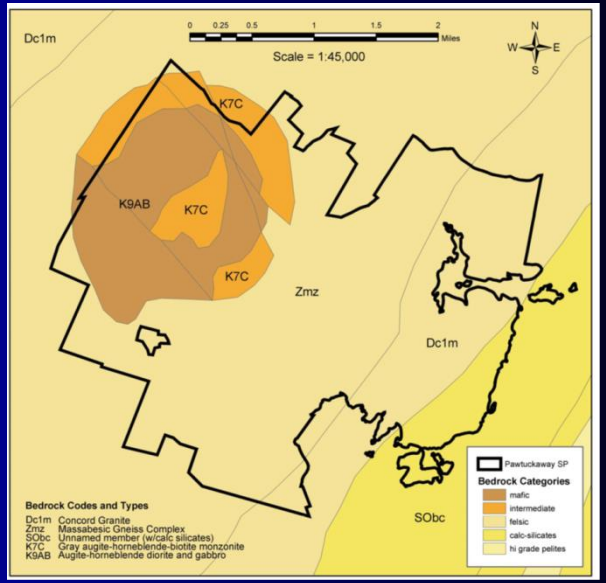 Dc1m
0 0.25 0.5 1 1.5 2
Miles
Scale = 1:45,000
N
W E
S
K7C
K9AB
K7C
K7C
Zmz
Dc1m
SObc
Pawtuckaway SP
Bedrock Categories
mafic
intermediate
felsic
calc-silicates
hi grade pelites
Bedrock Codes and Types
Dc1m Concord Granite
Zmz Massabesic Gneiss Complex
SObc Unnamed member (w/calc silicates)
K7C Gray augite-horneblende-biotite monzonite
K9AB Augite-horneblende diorite and gabbro